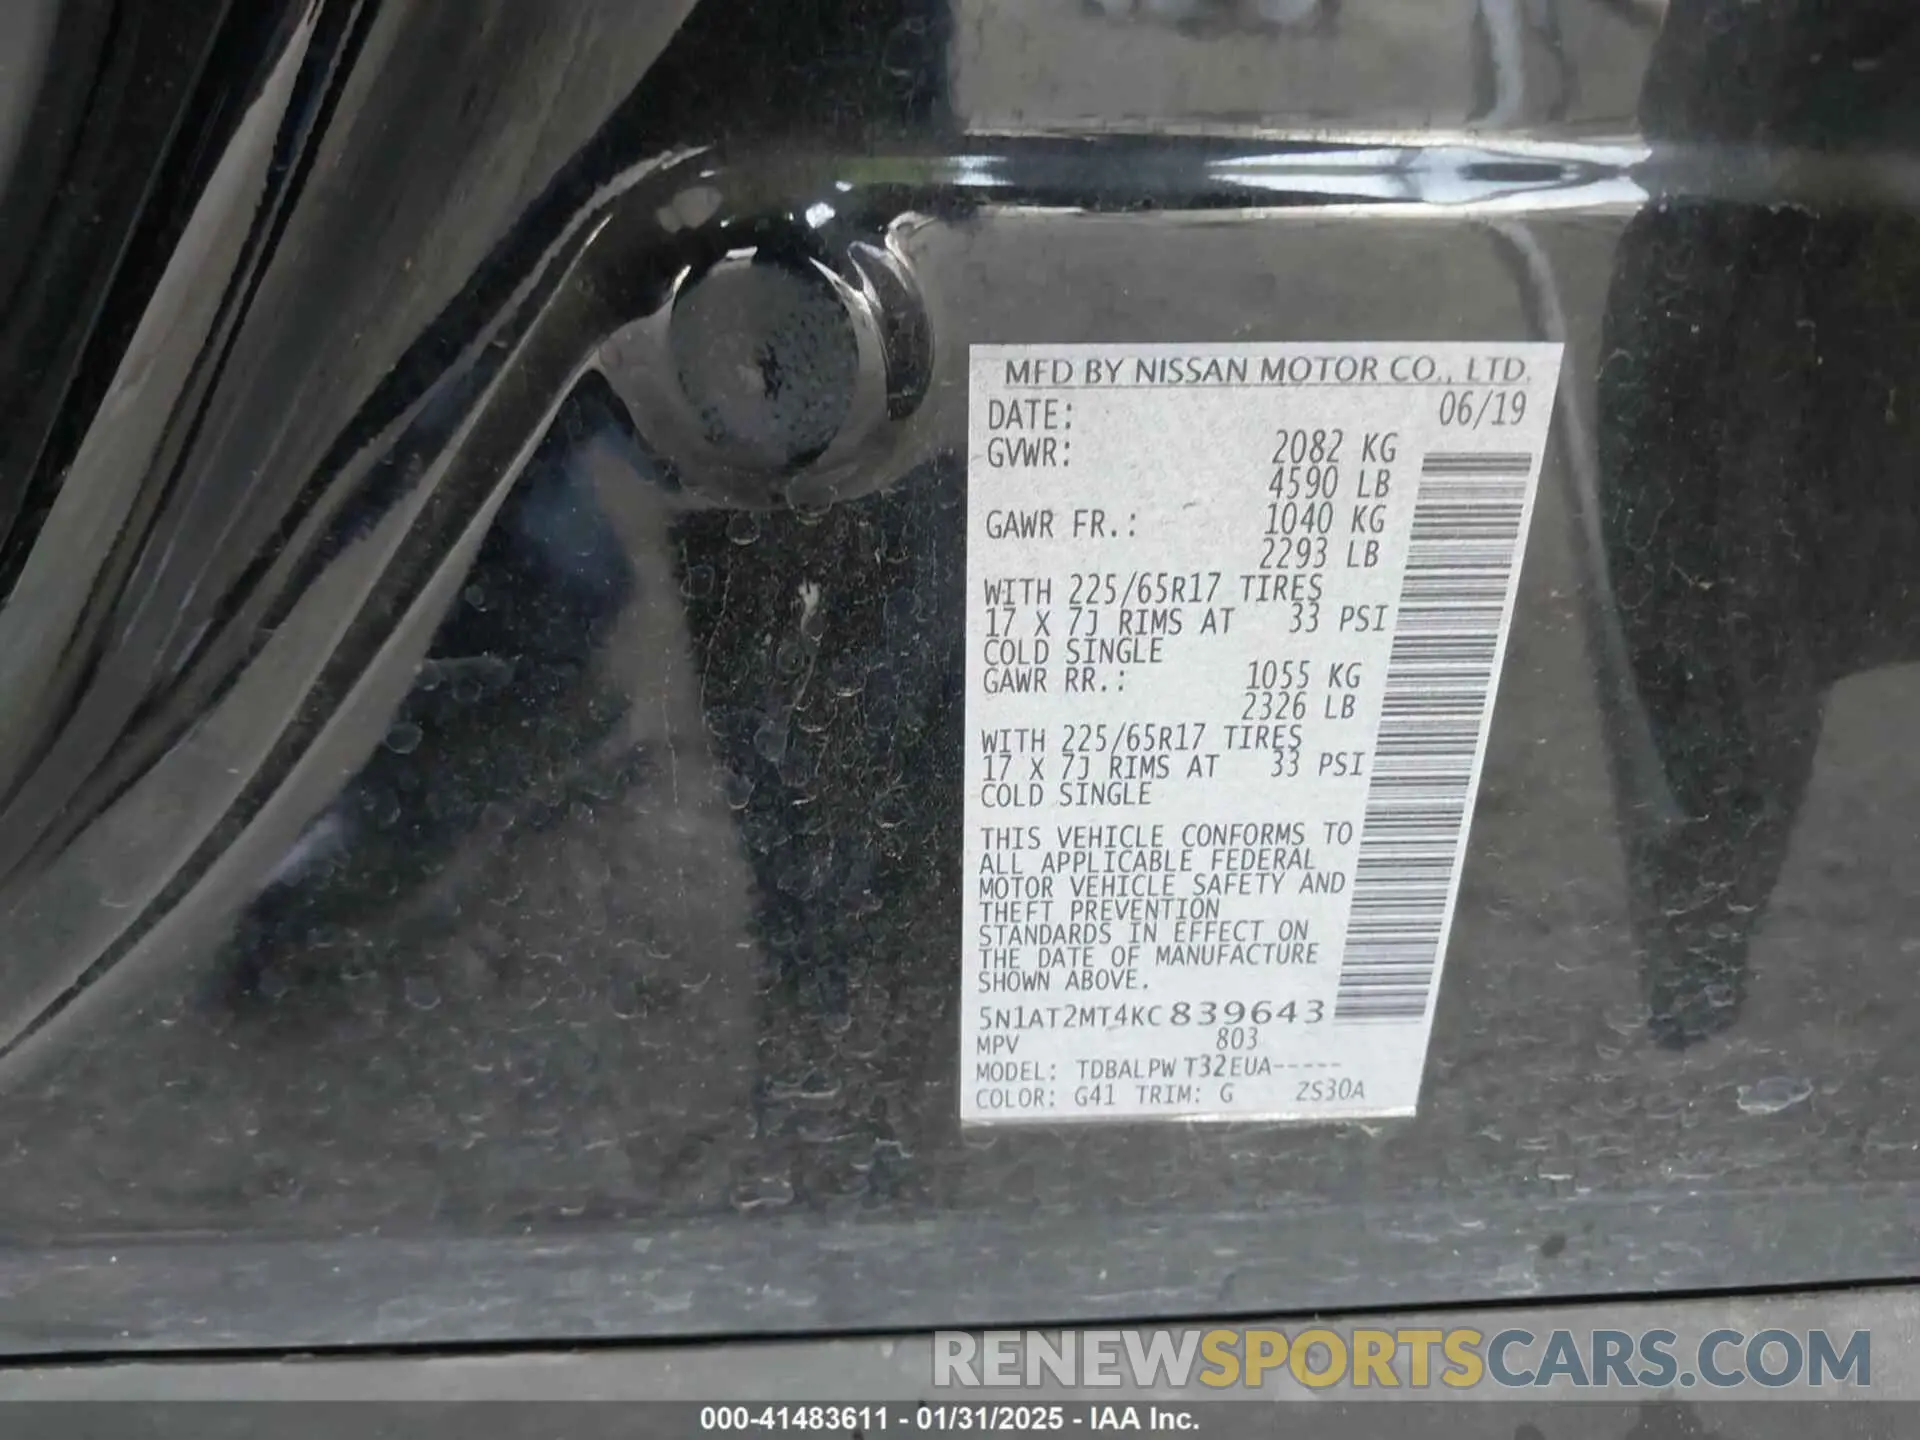 MFD BY NISSAN MOTOR CO., LTD.
DATE: 06/19
GVWR: 2082 KG
4590 LB
GAWR FR.: 1040 KG
2293 LB
WITH 225/65R17 TIRES
17 X 7J RIMS AT 33 PSI
COLD SINGLE
GAWR RR.: 1055 KG
2326 LB
WITH 225/65R17 TIRES
17 X 7J RIMS AT 33 PSI
COLD SINGLE
THIS VEHICLE CONFORMS TO
ALL APPLICABLE FEDERAL
MOTOR VEHICLE SAFETY AND
THEFT PREVENTION
STANDARDS IN EFFECT ON
THE DATE OF MANUFACTURE
SHOWN ABOVE.
5N1AT2MT4KC839643
MPV 803
MODEL: TDBALPW T32EUA-----
COLOR: G41 TRIM: G ZS30A
RENEWSPORTSCARS.COM
000-41483611 - 01/31/2025 - IAA Inc.